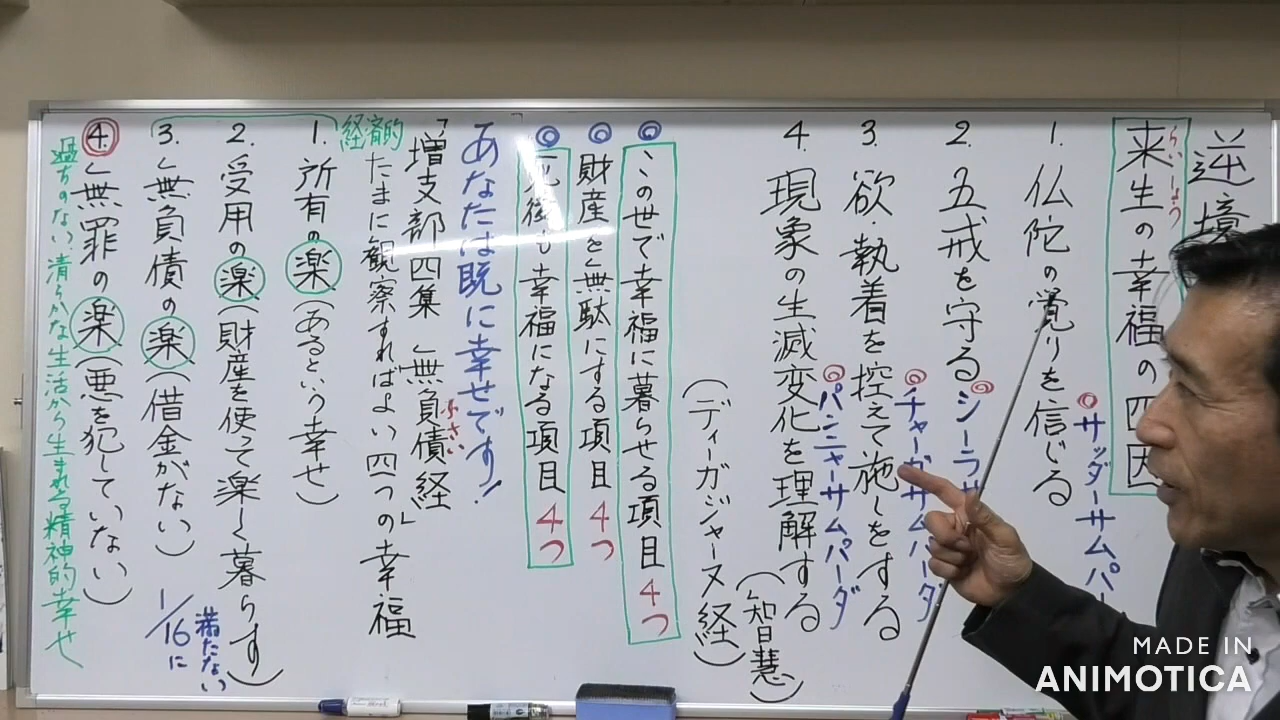 逆境
来生の幸福の四因
らいしょう
1. 仏陀の覚りを信じる
◎サッダーサムパー
2. 五戒を守る
◎シーラサ
3. 欲・執着を控えて施しをする
◎チャーガサムパーダ
4. 現象の生滅変化を理解する
◎パンニャーサムパーダ
(智慧)
(ディーガジャーヌ経)
◎この世で幸福に暮らせる項目 4つ
◎財産を無駄にする項目 4つ
◎死後も幸福になる項目 4つ
あなたは既に幸せです!
「増支部四集 無負債経」
ふさい
たまに観察すればよい四つの幸福
経済的
1. 所有の楽(あるという幸せ)
2. 受用の楽(財産を使って楽しく暮らす)
3. 無負債の楽(借金がない)
1/16に
満たない
4. 無罪の楽(悪を犯していない)
過ちのない、清らかな生活から生まれる精神的幸せ
MADE IN
ANIMOTICA